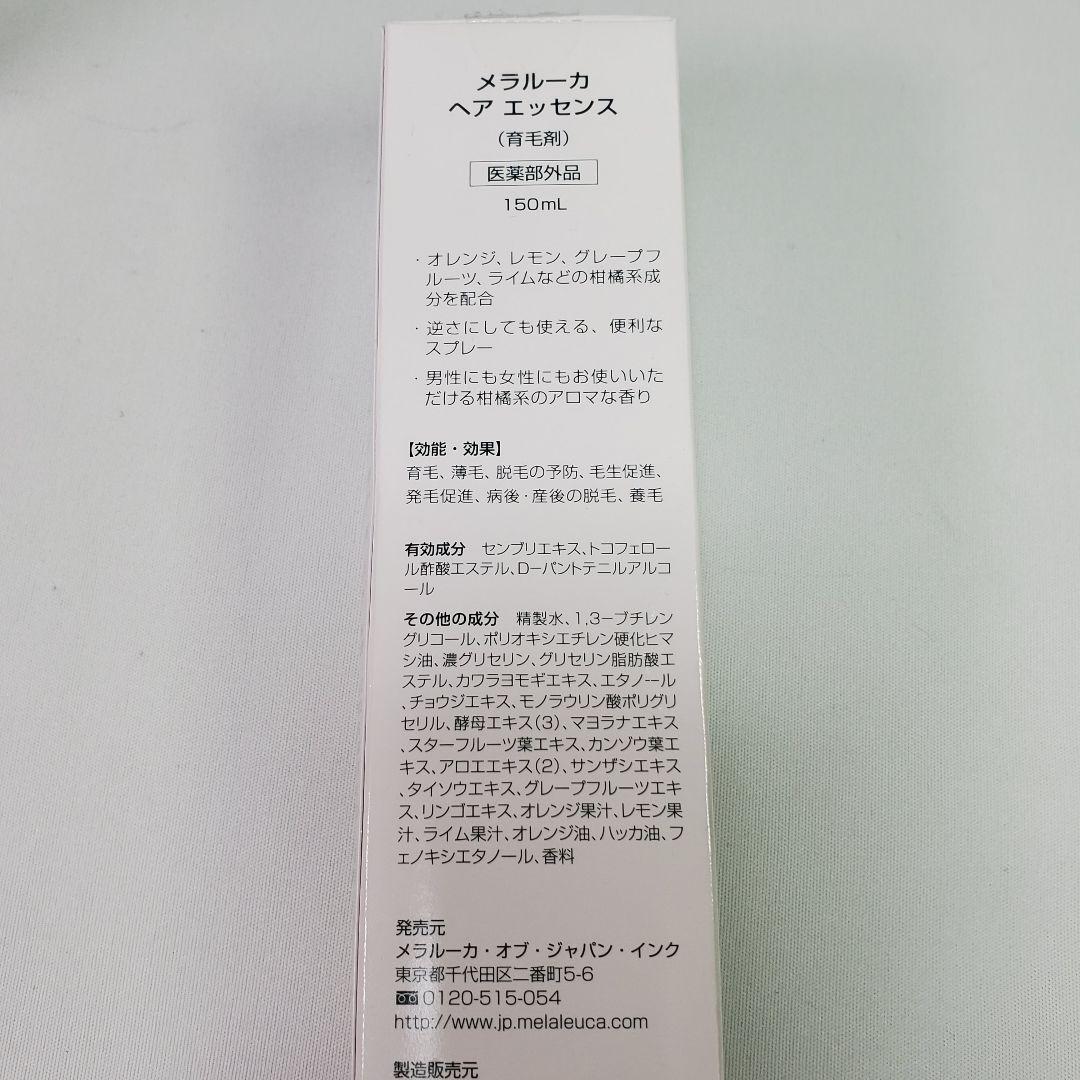 メラルーカ
ヘア エッセンス
（育毛剤）
医薬部外品
150mL
・オレンジ、レモン、グレープフ
ルーツ、ライムなどの柑橘系成
分を配合
・逆さにしても使える、便利な
スプレー
・男性にも女性にもお使いいた
だける柑橘系のアロマな香り
【効能・効果】
育毛、薄毛、脱毛の予防、毛生促進、
発毛促進、病後・産後の脱毛、養毛
有効成分 センブリエキス、トコフェロー
ル酢酸エステル、D－パントテニルアルコ
ール
その他の成分 精製水、1,3－ブチレン
グリコール、ポリオキシエチレン硬化ヒマ
シ油、濃グリセリン、グリセリン脂肪酸エ
ステル、カワラヨモギエキス、エタノール
、チョウジエキス、モノラウリン酸ポリグリ
セリル、酵母エキス（3）、マヨラナエキス
、スターフルーツ葉エキス、カンゾウ葉エ
キス、アロエエキス（2）、サンザシエキス
、タイソウエキス、グレープフルーツエキ
ス、リンゴエキス、オレンジ果汁、レモン果
汁、ライム果汁、オレンジ油、ハッカ油、フ
ェノキシエタノール、香料
発売元
メラルーカ・オブ・ジャパン・インク
東京都千代田区二番町5-6
0120-515-054
http://www.jp.melaleuca.com
製造販売元